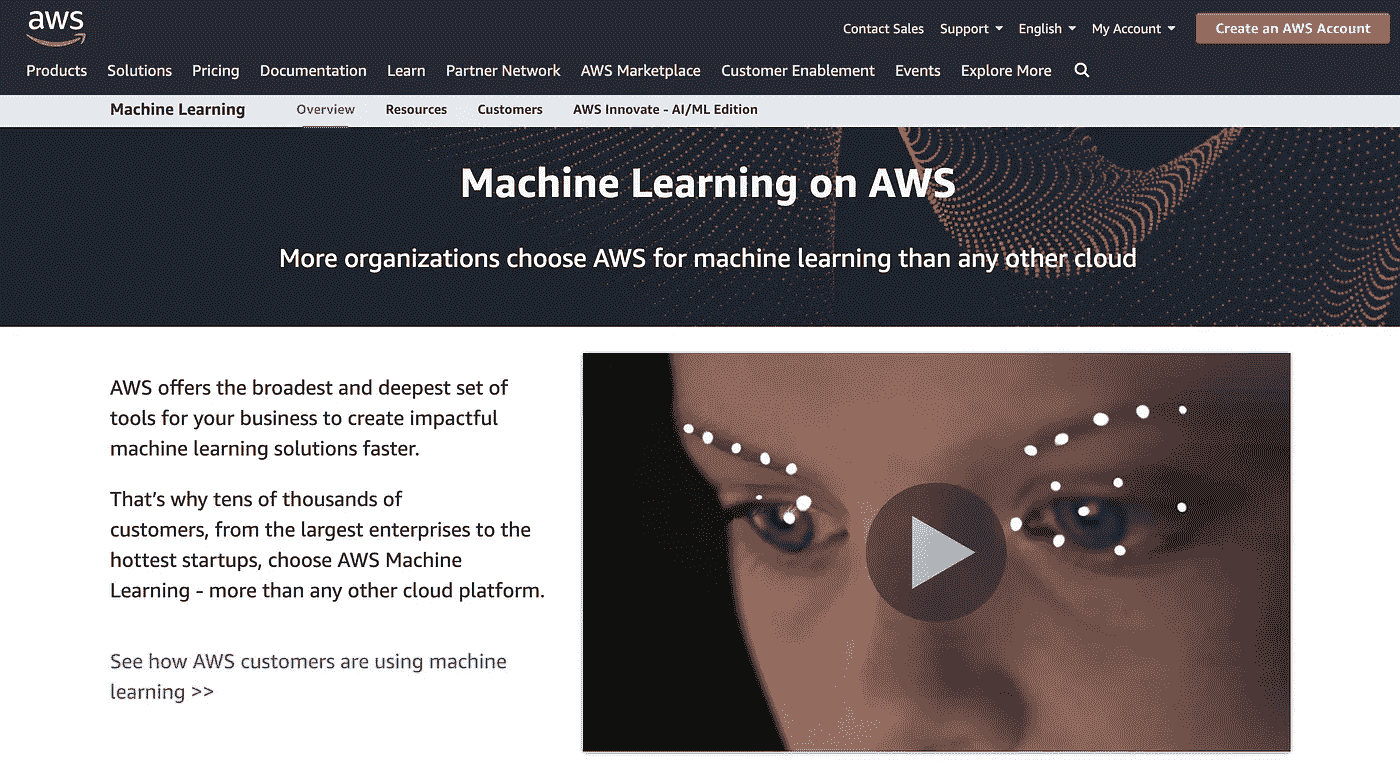 aws
Contact Sales Support English My Account Create an AWS Account
Products Solutions Pricing Documentation Learn Partner Network AWS Marketplace Customer Enablement Events Explore More
Machine Learning Overview Resources Customers AWS Innovate - AI/ML Edition
Machine Learning on AWS
More organizations choose AWS for machine learning than any other cloud
AWS offers the broadest and deepest set of
tools for your business to create impactful
machine learning solutions faster.
That’s why tens of thousands of
customers, from the largest enterprises to the
hottest startups, choose AWS Machine
Learning - more than any other cloud platform.
See how AWS customers are using machine
learning >>